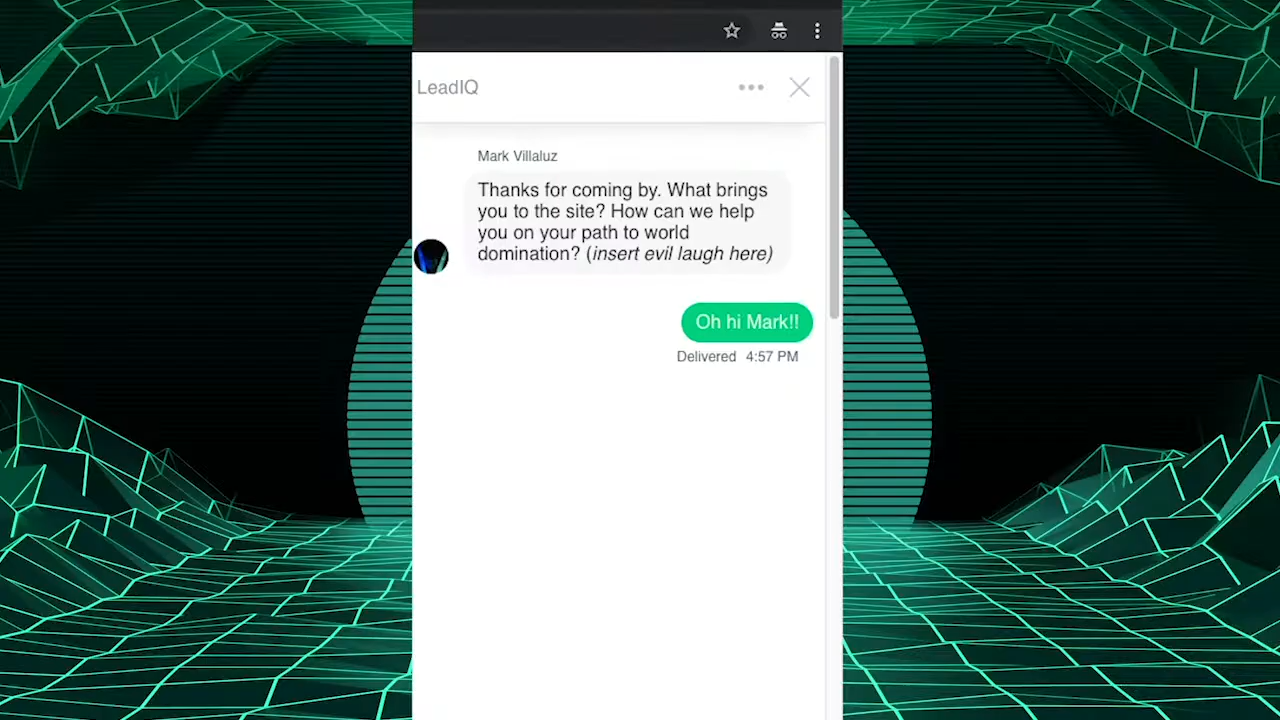 LeadIQ
Mark Villaluz
Thanks for coming by. What brings
you to the site? How can we help
you on your path to world
domination? (insert evil laugh here)
Oh hi Mark!!
Delivered 4:57 PM